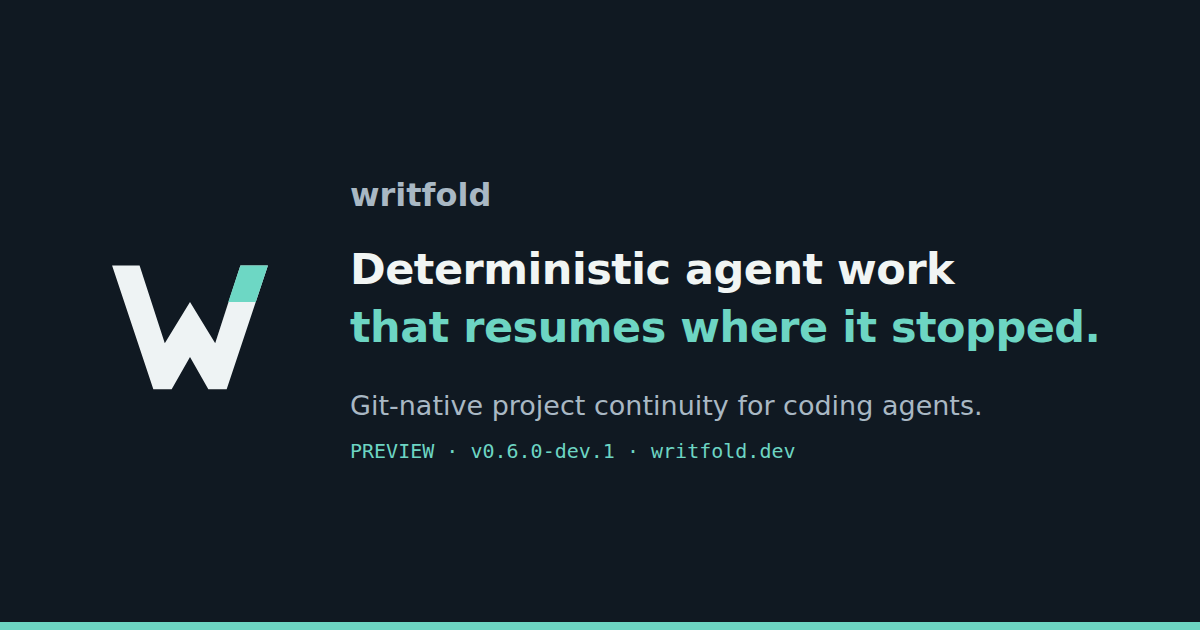 writfold
Deterministic agent work
that resumes where it stopped.
Git-native project continuity for coding agents.
PREVIEW · v0.6.0-dev.1 · writfold.dev